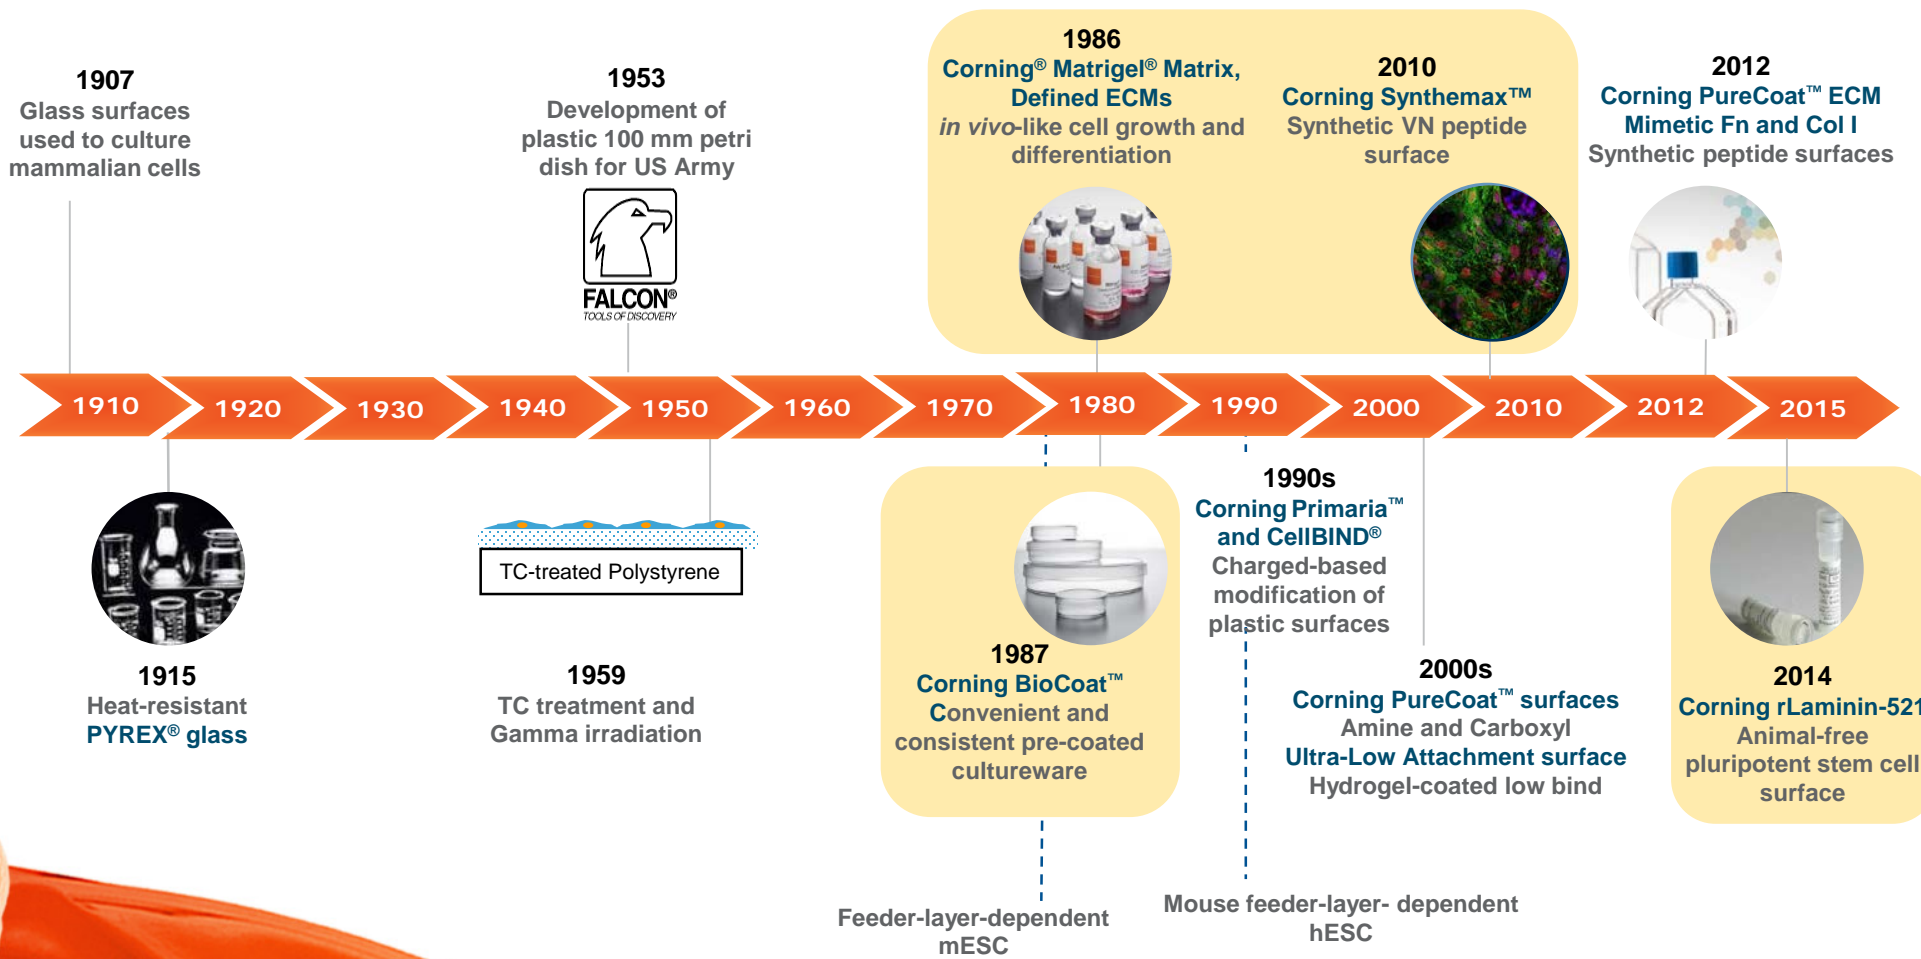 1907
Glass surfaces
used to culture
mammalian cells
1953
Development of
plastic 100 mm petri
dish for US Army
FALCON®
TOOLS OF DISCOVERY
1986
Corning® Matrigel® Matrix,
Defined ECMs
in vivo-like cell growth and
differentiation
2010
Corning Synthemax™
Synthetic VN peptide
surface
2012
Corning PureCoat™ ECM
Mimetic Fn and Col I
Synthetic peptide surfaces
1910
1920
1930
1940
1950
1960
1970
1980
1990
2000
2010
2012
2015
1915
Heat-resistant
PYREX® glass
TC-treated Polystyrene
1959
TC treatment and
Gamma irradiation
1987
Corning BioCoat™
Convenient and
consistent pre-coated
cultureware
1990s
Corning Primaria™
and CellBIND®
Charged-based
modification of
plastic surfaces
2000s
Corning PureCoat™ surfaces
Amine and Carboxyl
Ultra-Low Attachment surface
Hydrogel-coated low bind
2014
Corning rLaminin-521
Animal-free
pluripotent stem cell
surface
Feeder-layer-dependent
mESC
Mouse feeder-layer- dependent
hESC